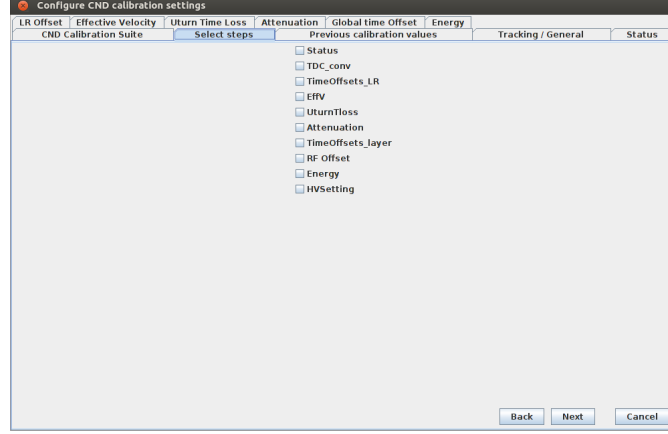 Configure CND calibration settings
LR Offset Effective Velocity Uturn Time Loss Attenuation Global time Offset Energy
CND Calibration Suite Select steps Previous calibration values Tracking / General Status
Status
TDC_conv
TimeOffsets_LR
EffV
UturnTloss
Attenuation
TimeOffsets_layer
RF Offset
Energy
HVSetting
Back Next Cancel